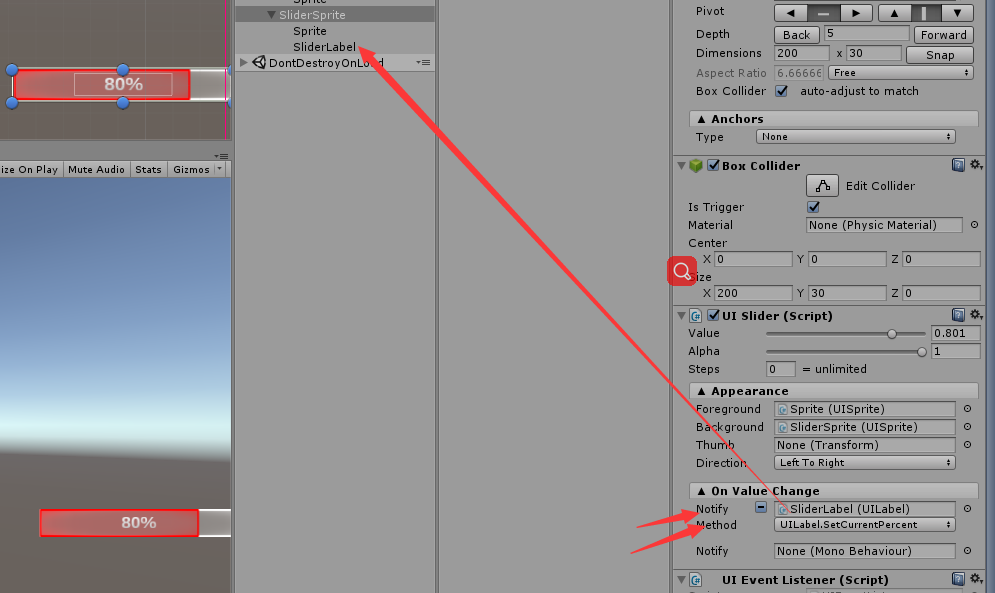 80%
ize On Play Mute Audio Stats Gizmos
80%
SliderSprite
Sprite
SliderLabel
DontDestroyOnLoad
Pivot
Depth Back 5 Forward
Dimensions 200 x 30 Snap
Aspect Ratio 6.66666 Free
Box Collider auto-adjust to match
▲ Anchors
Type None
Box Collider
Edit Collider
Is Trigger
Material None (Physic Material)
Center
X 0 Y 0 Z 0
Size
X 200 Y 30 Z 0
UI Slider (Script)
Value 0.801
Alpha 1
Steps 0 = unlimited
▲ Appearance
Foreground Sprite (UISprite)
Background SliderSprite (UISprite)
Thumb None (Transform)
Direction Left To Right
▲ On Value Change
Notify SliderLabel (UILabel)
Method UILabel.SetCurrentPercent
Notify None (Mono Behaviour)
UI Event Listener (Script)